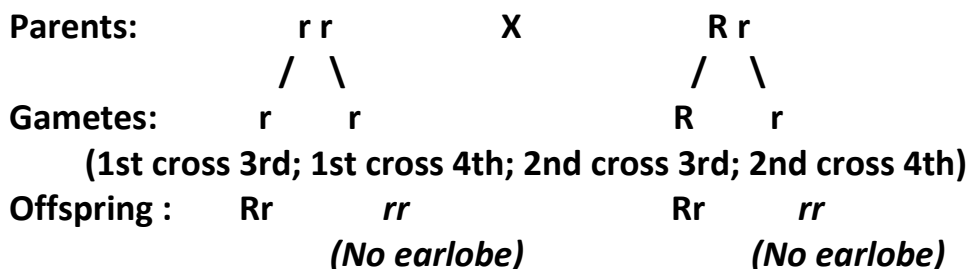 Parents: r r X R r
/ \ / \
Gametes: r r R r
(1st cross 3rd; 1st cross 4th; 2nd cross 3rd; 2nd cross 4th)
Offspring : Rr rr Rr rr
(No earlobe) (No earlobe)